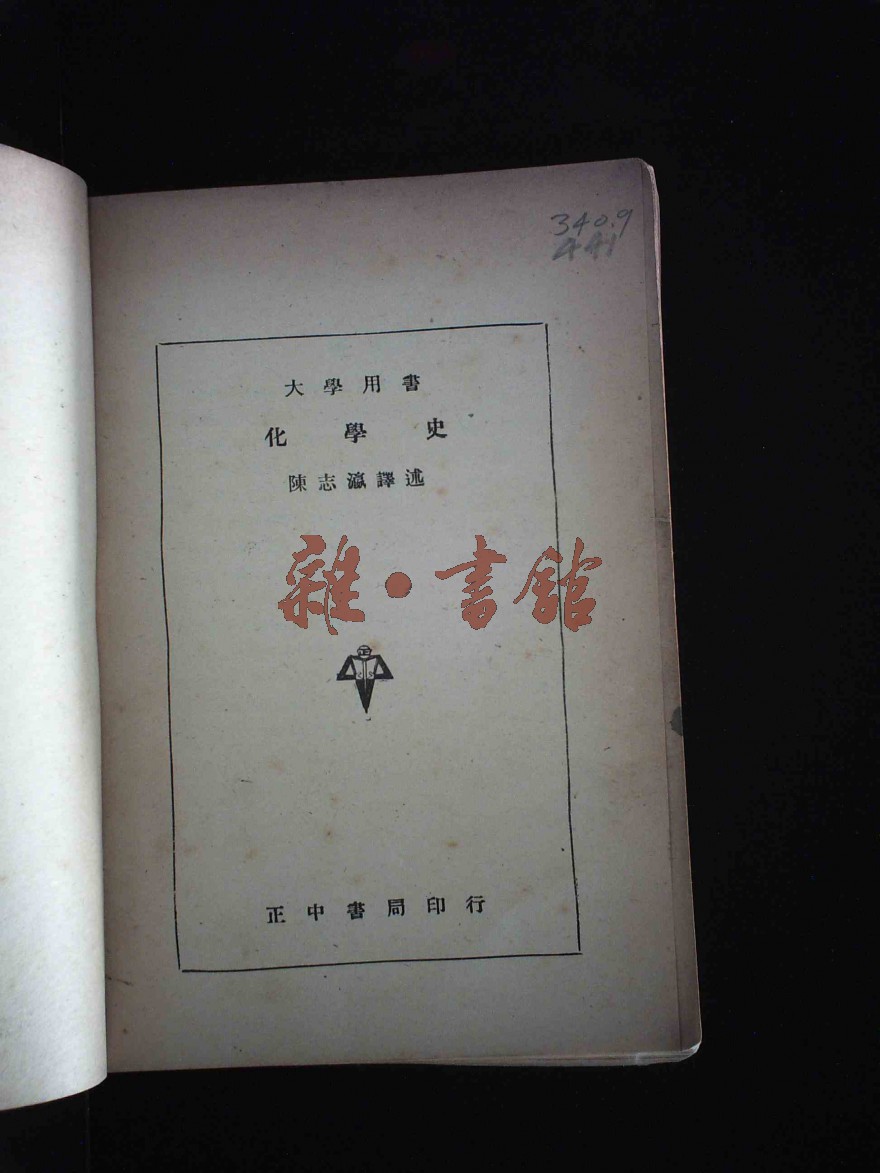 340.9
441
大學用書
化學史
陳志瀛譯述
雜·書館
正
正中書局印行